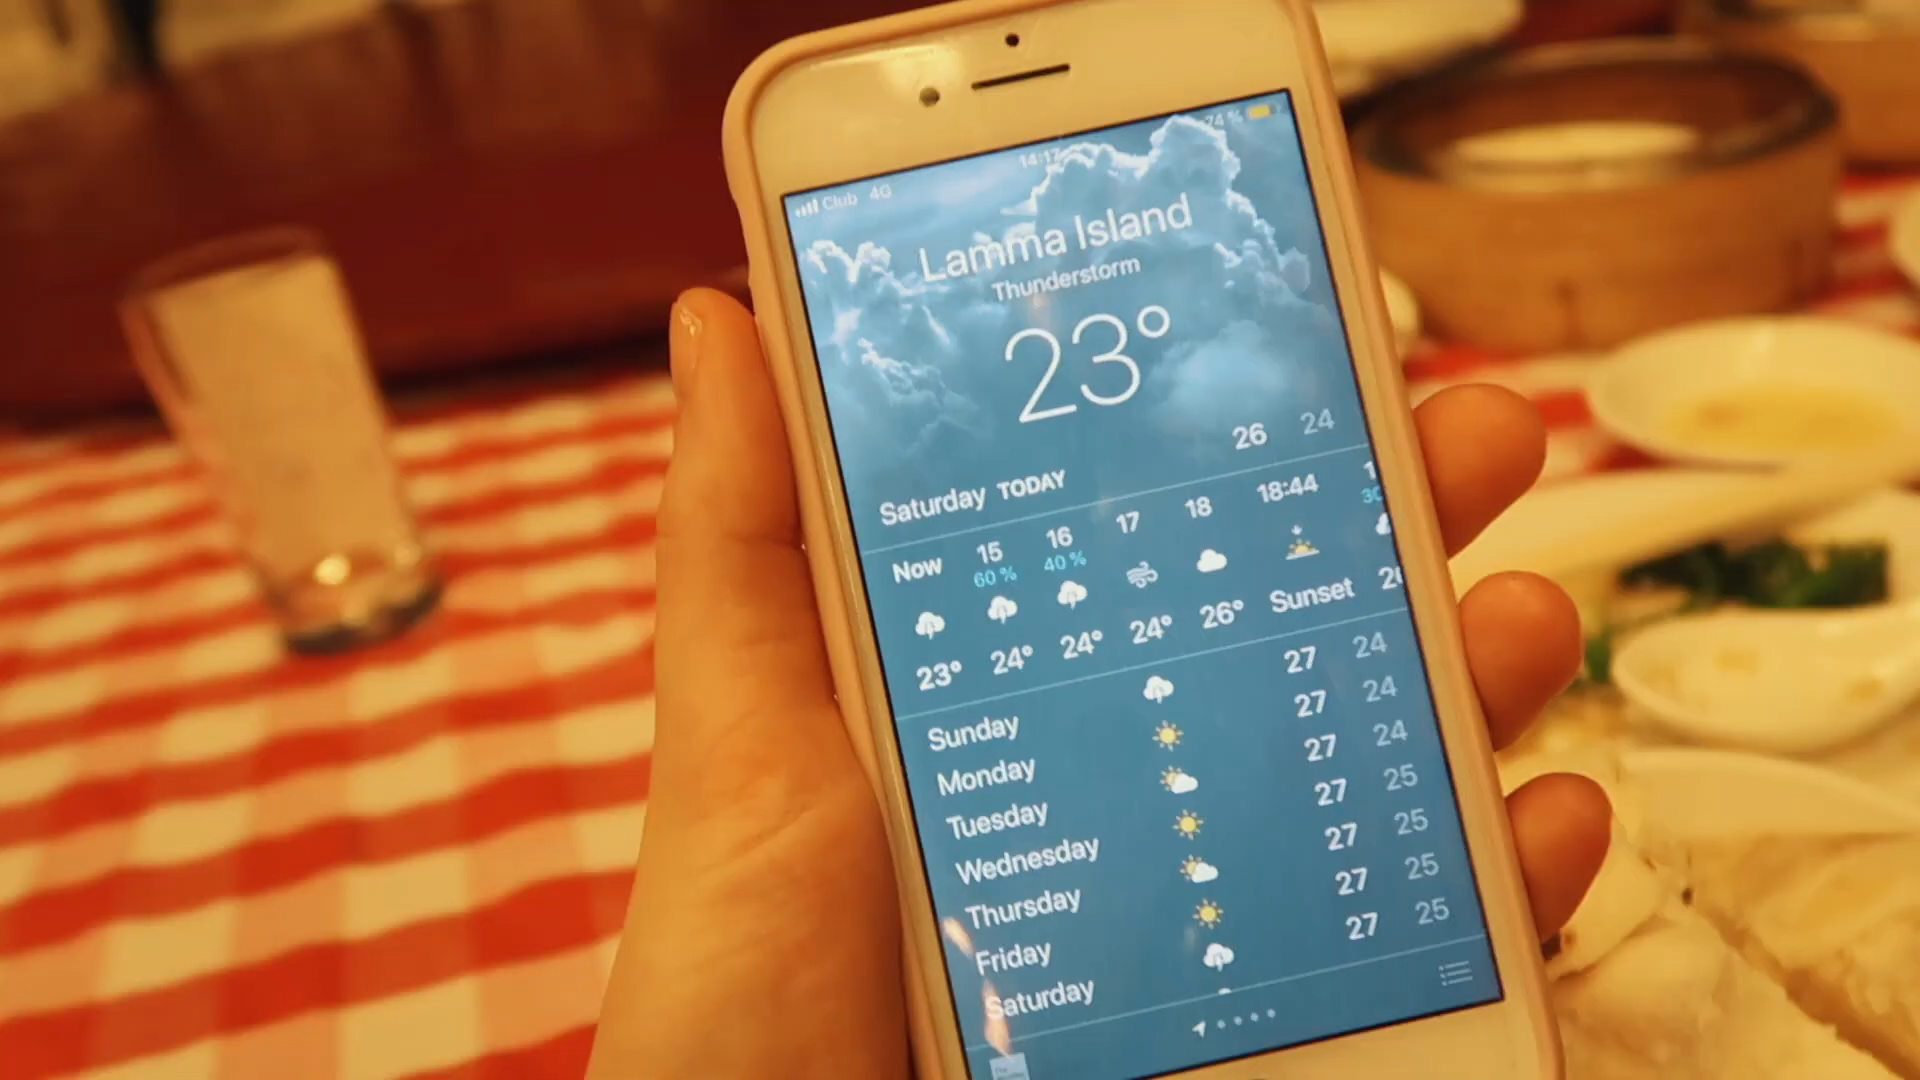 Club 4G 14:17 74 %
Lamma Island
Thunderstorm
23°
Saturday TODAY 26 24
Now 15 16 17 18 18:44
60 % 40 %
23° 24° 24° 24° 26° Sunset
Sunday 27 24
Monday 27 24
Tuesday 27 24
Wednesday 27 25
Thursday 27 25
Friday 27 25
Saturday 27 25